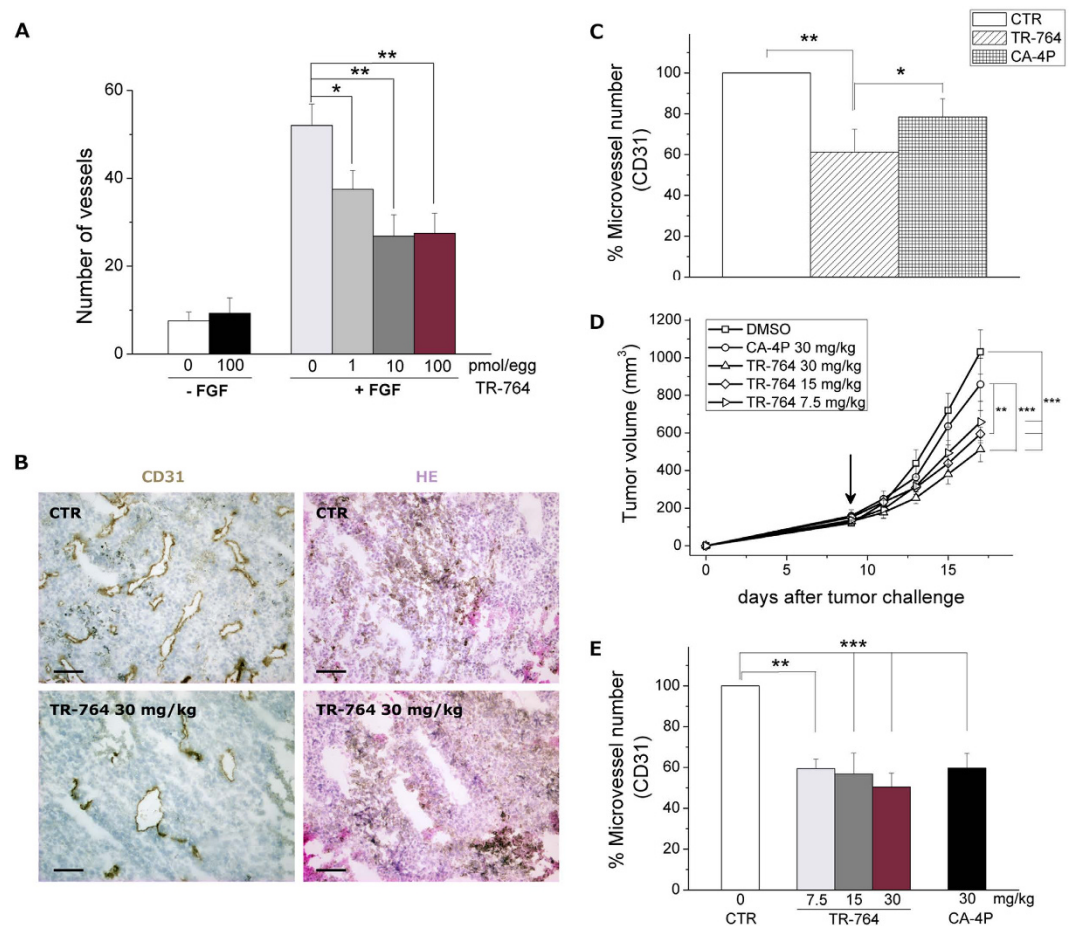 A
Number of vessels
60
40
20
0
*
**
**
0 100 0 1 10 100 pmol/egg
- FGF + FGF TR-764
B
CD31 HE
CTR CTR
TR-764 30 mg/kg TR-764 30 mg/kg
C
CTR
TR-764
CA-4P
% Microvessel number
(CD31)
100
80
60
40
20
0
**
*
D
Tumor volume (mm³)
1200
1000
800
600
400
200
0
DMSO
CA-4P 30 mg/kg
TR-764 30 mg/kg
TR-764 15 mg/kg
TR-764 7.5 mg/kg
** *** ***
0 5 10 15
days after tumor challenge
E
% Microvessel number
(CD31)
100
80
60
40
20
0
**
***
0 7.5 15 30 30 mg/kg
CTR TR-764 CA-4P